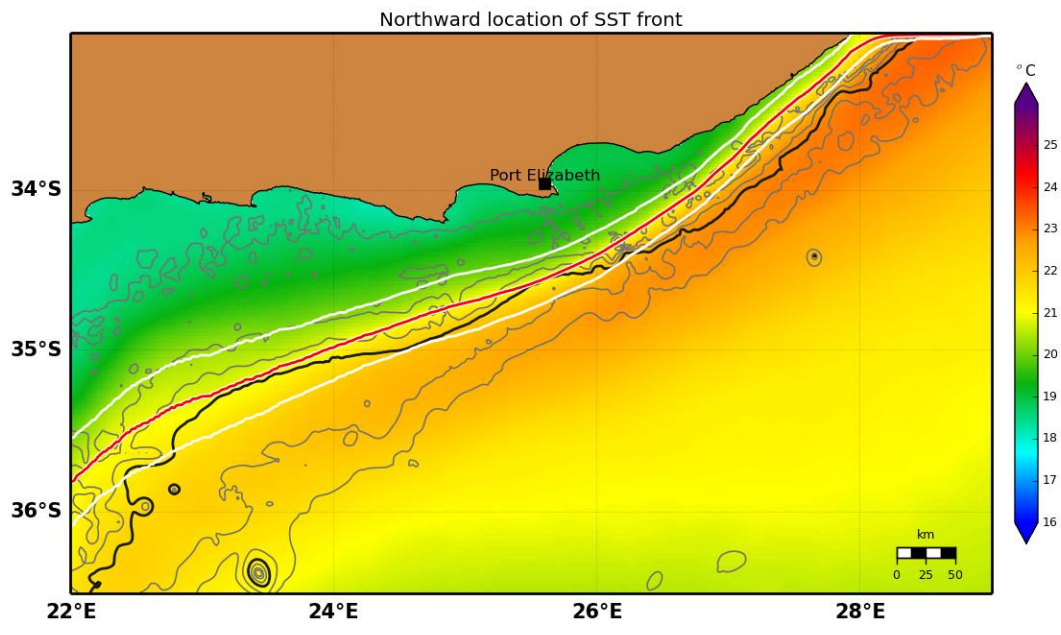 Northward location of SST front
°C
Port Elizabeth
25
24
23
22
21
20
19
18
17
16
34°S
35°S
36°S
km
0 25 50
22°E 24°E 26°E 28°E